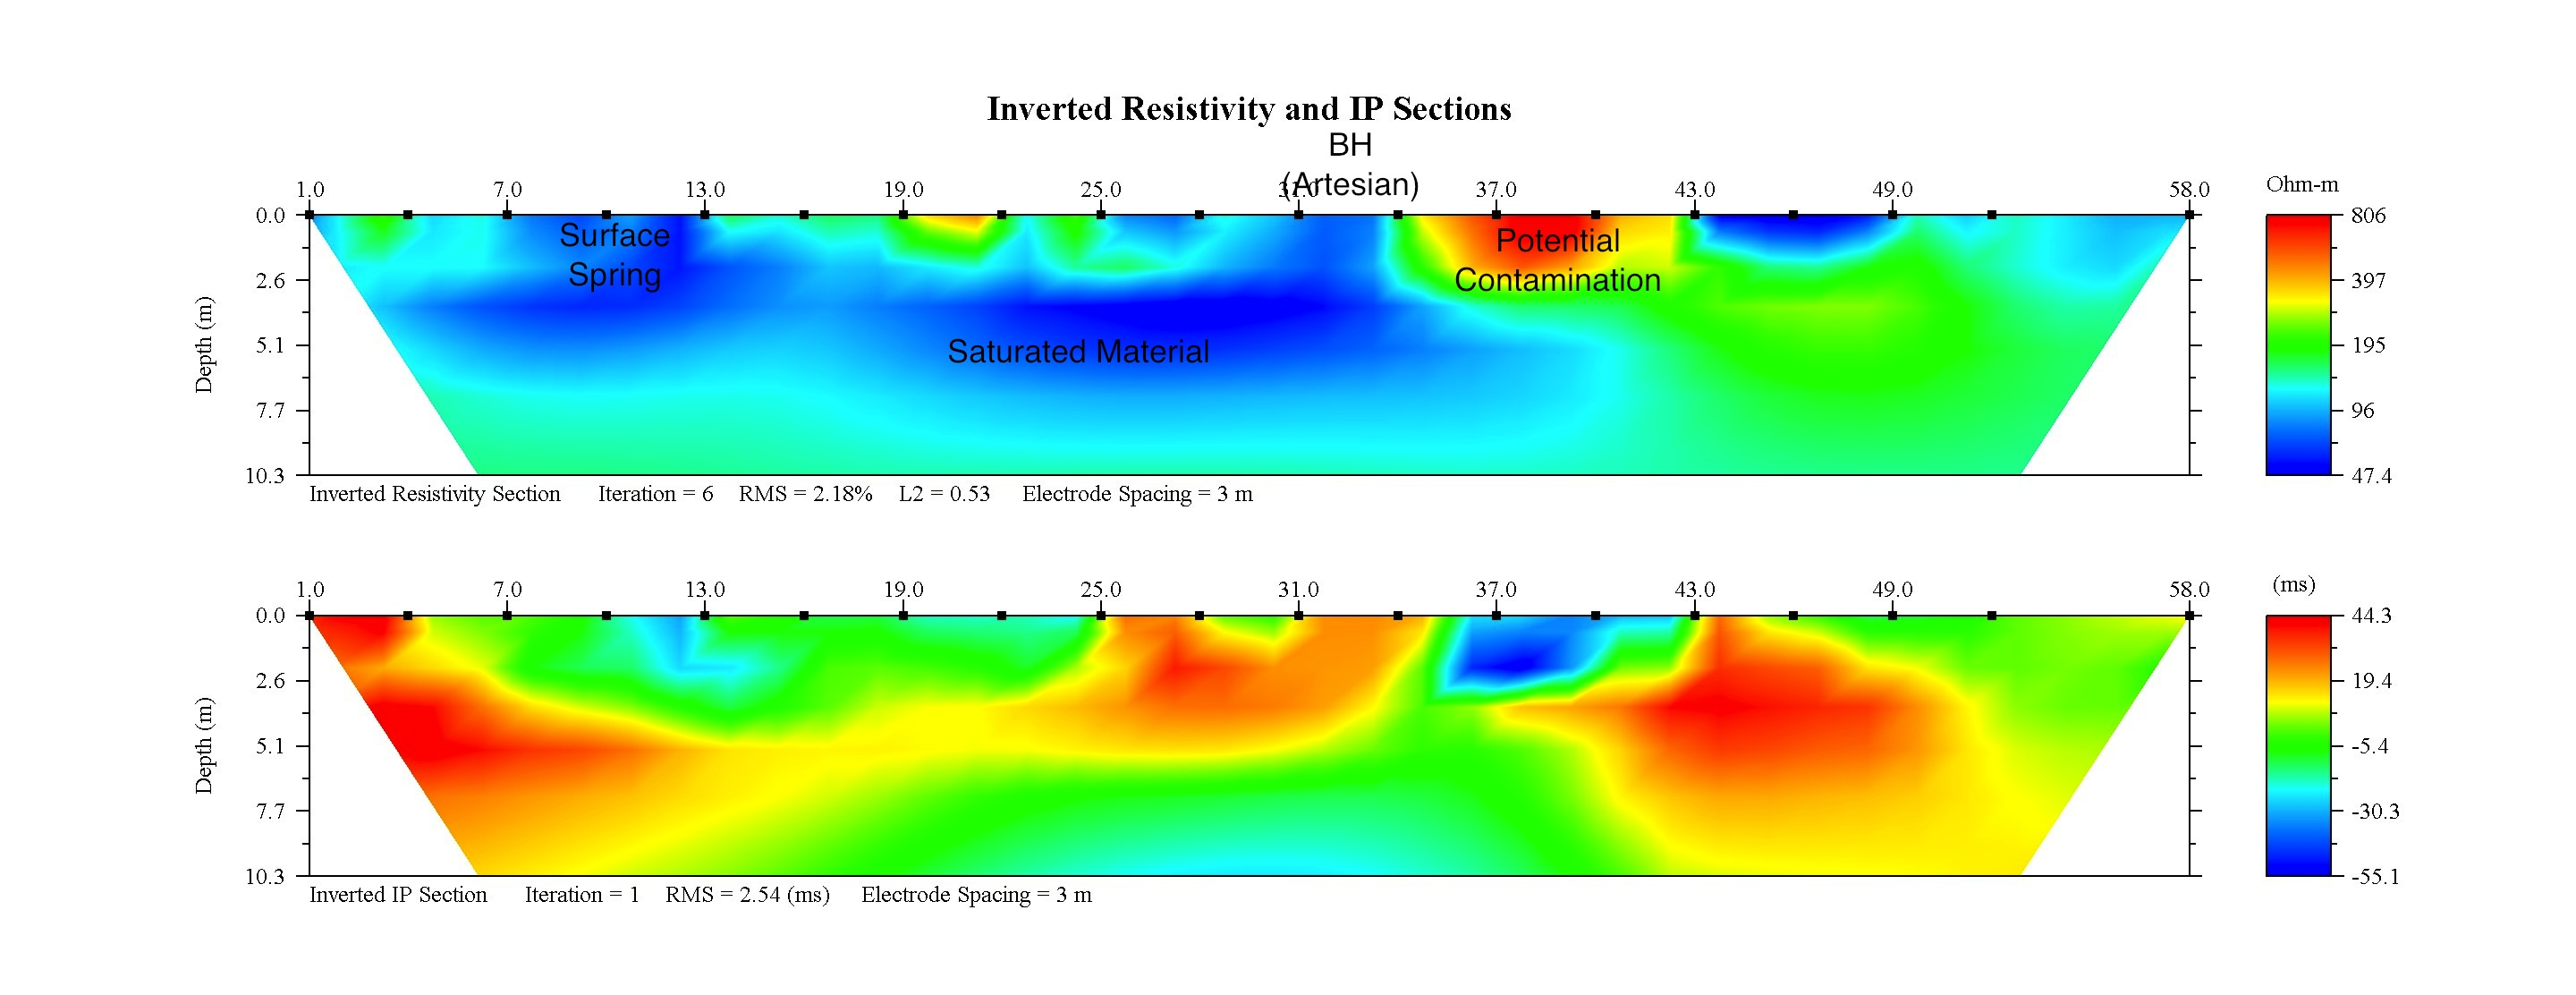 Inverted Resistivity and IP Sections
BH
(Artesian)
1.0 7.0 13.0 19.0 25.0 31.0 37.0 43.0 49.0 58.0
Ohm-m
Depth (m)
0.0
2.6
5.1
7.7
10.3
Surface
Spring
Saturated Material
Potential
Contamination
806
397
195
96
47.4
Inverted Resistivity Section Iteration = 6 RMS = 2.18% L2 = 0.53 Electrode Spacing = 3 m
1.0 7.0 13.0 19.0 25.0 31.0 37.0 43.0 49.0 58.0
(ms)
Depth (m)
0.0
2.6
5.1
7.7
10.3
44.3
19.4
-5.4
-30.3
-55.1
Inverted IP Section Iteration = 1 RMS = 2.54 (ms) Electrode Spacing = 3 m